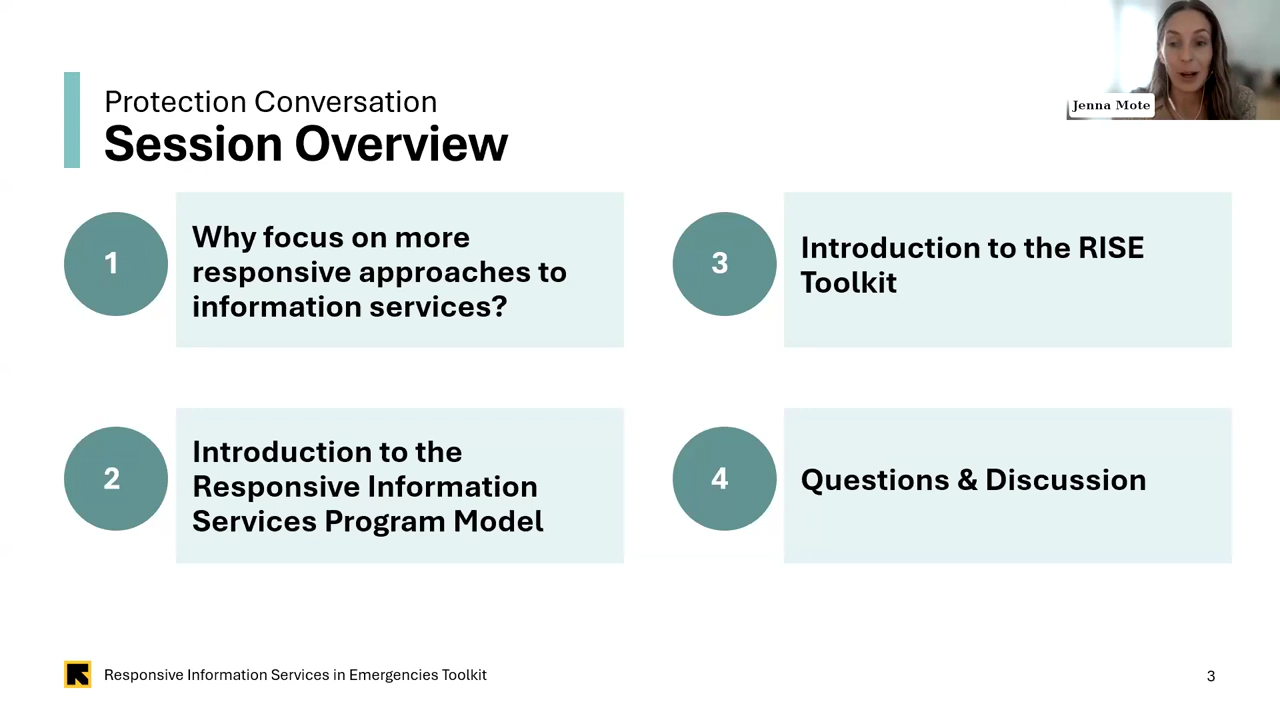 Protection Conversation
Session Overview
Jenna Mote
1
Why focus on more
responsive approaches to
information services?
2
Introduction to the
Responsive Information
Services Program Model
3
Introduction to the RISE
Toolkit
4
Questions & Discussion
Responsive Information Services in Emergencies Toolkit
3